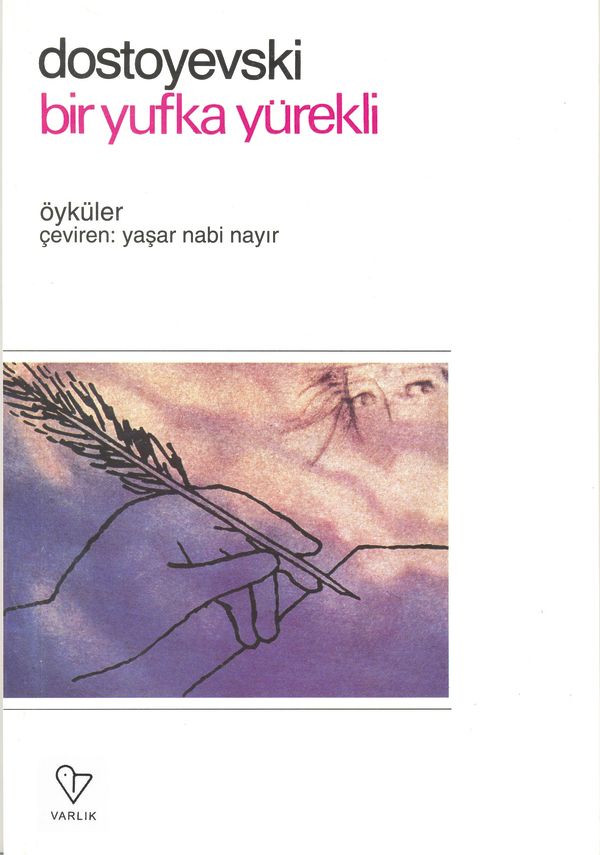 dostoyevski
bir yufka yürekli
öyküler
çeviren: yaşar nabi nayır
VARLIK